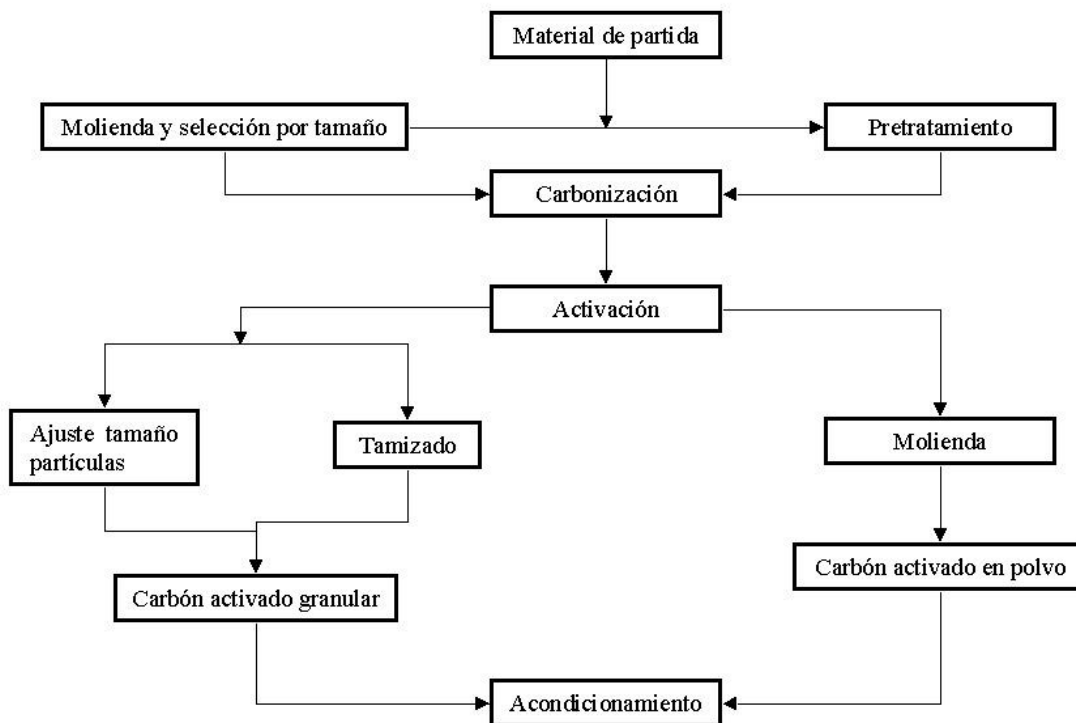 Material de partida
Molienda y selección por tamaño
Pretratamiento
Carbonización
Activación
Ajuste tamaño
partículas
Tamizado
Molienda
Carbón activado en polvo
Carbón activado granular
Acondicionamiento